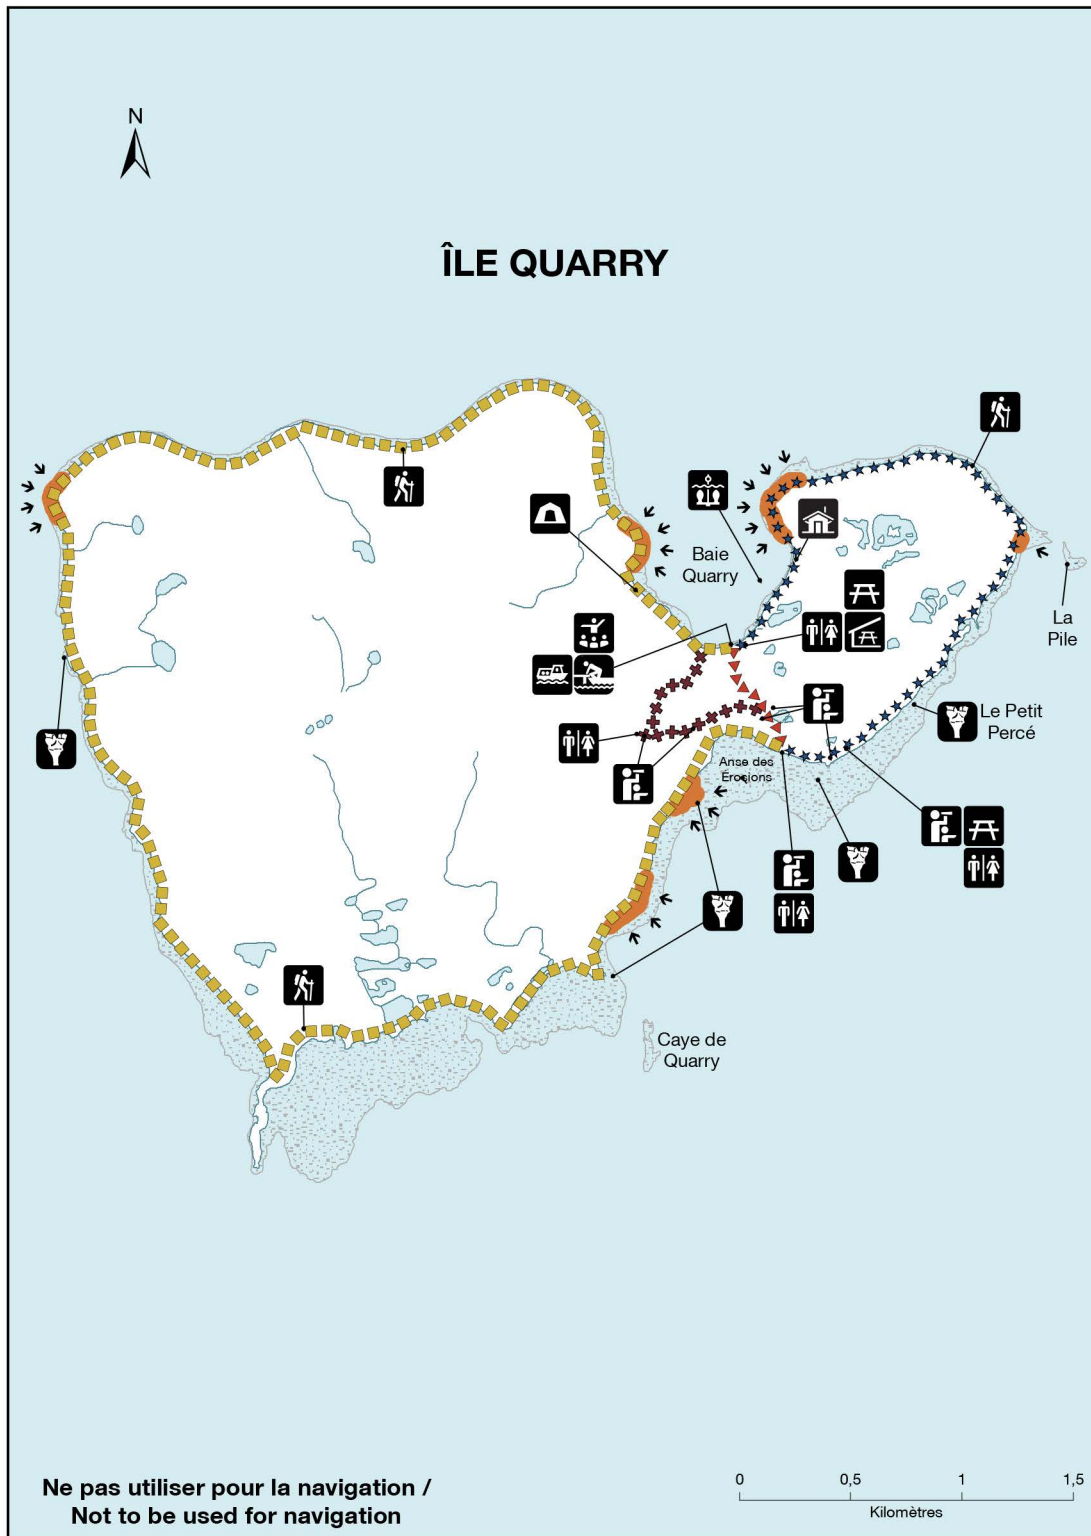 N
ÎLE QUARRY
Baie
Quarry
La
Pile
Le Petit
Percé
Anse des
Érosions
Caye de
Quarry
Ne pas utiliser pour la navigation /
Not to be used for navigation
0 0,5 1 1,5
Kilomètres